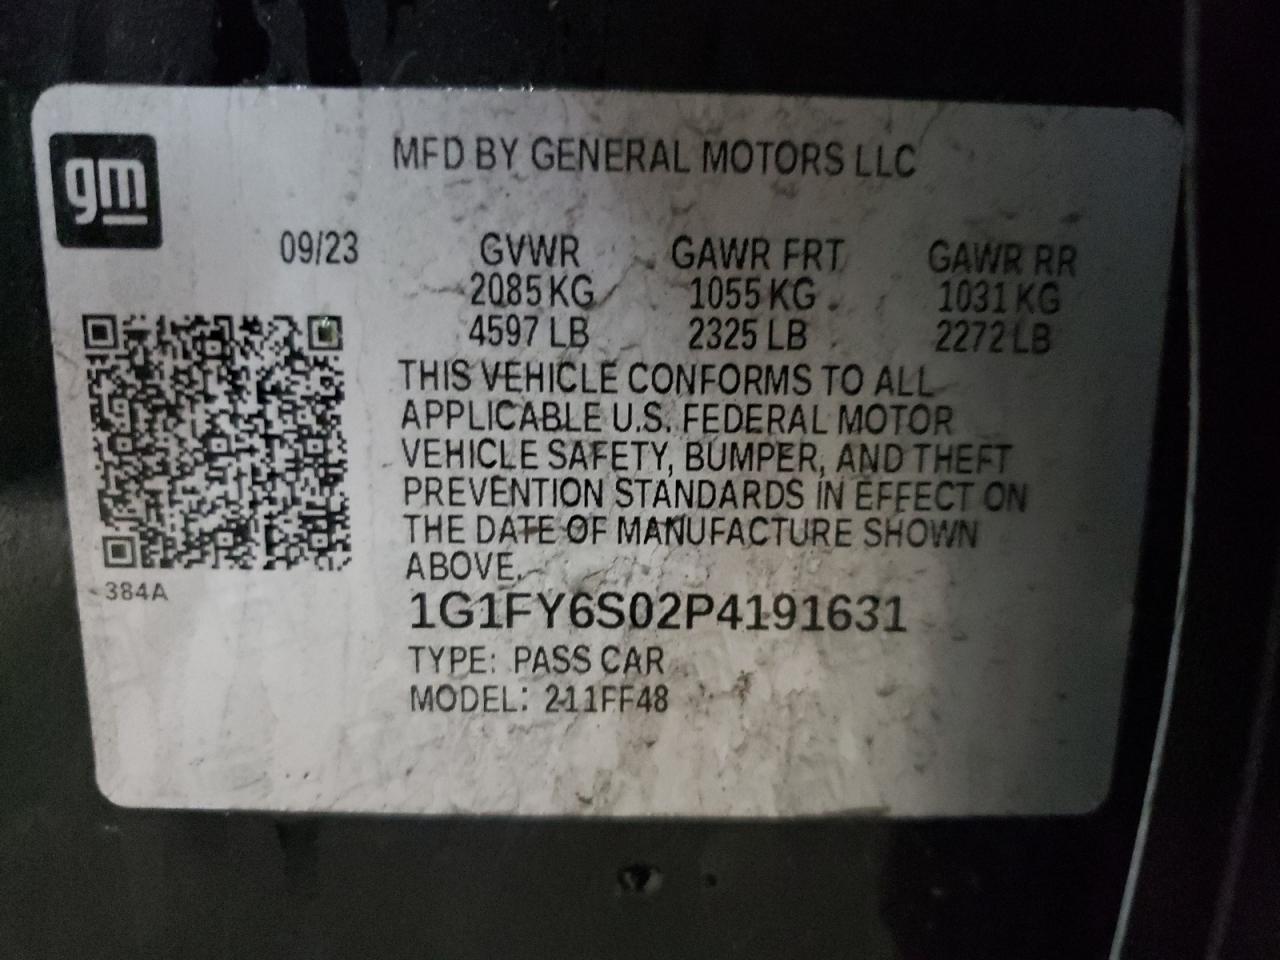 gm
MFD BY GENERAL MOTORS LLC
09/23 GVWR GAWR FRT GAWR RR
2085 KG 1055 KG 1031 KG
4597 LB 2325 LB 2272 LB
THIS VEHICLE CONFORMS TO ALL
APPLICABLE U.S. FEDERAL MOTOR
VEHICLE SAFETY, BUMPER, AND THEFT
PREVENTION STANDARDS IN EFFECT ON
THE DATE OF MANUFACTURE SHOWN
ABOVE.
384A
1G1FY6S02P4191631
TYPE: PASS CAR
MODEL: 211FF48